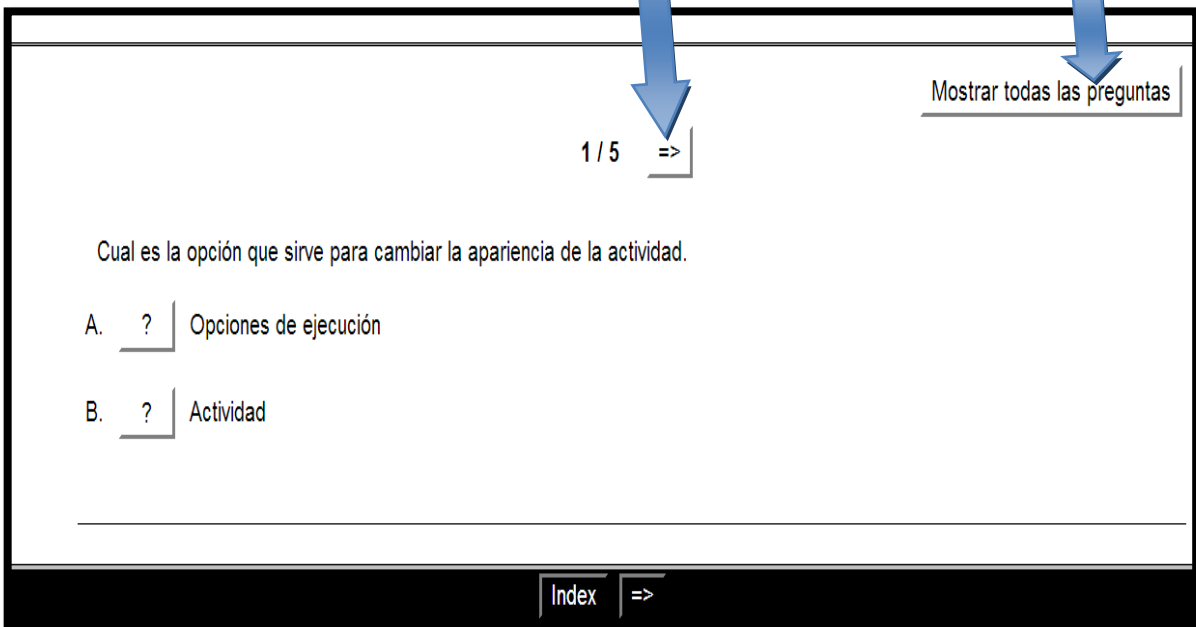 Mostrar todas las preguntas
1 / 5 =>
Cual es la opción que sirve para cambiar la apariencia de la actividad.
A. ? Opciones de ejecución
B. ? Actividad
Index =>